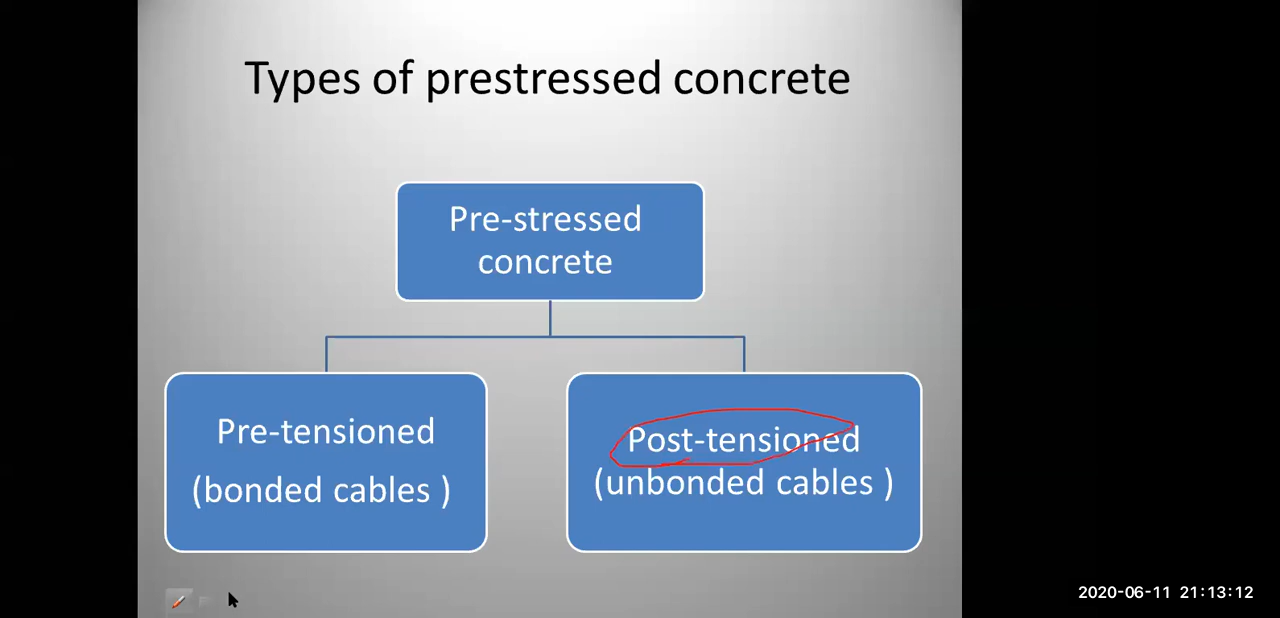 Types of prestressed concrete
Pre-stressed
concrete
Pre-tensioned
(bonded cables )
Post-tensioned
(unbonded cables )
2020-06-11 21:13:12